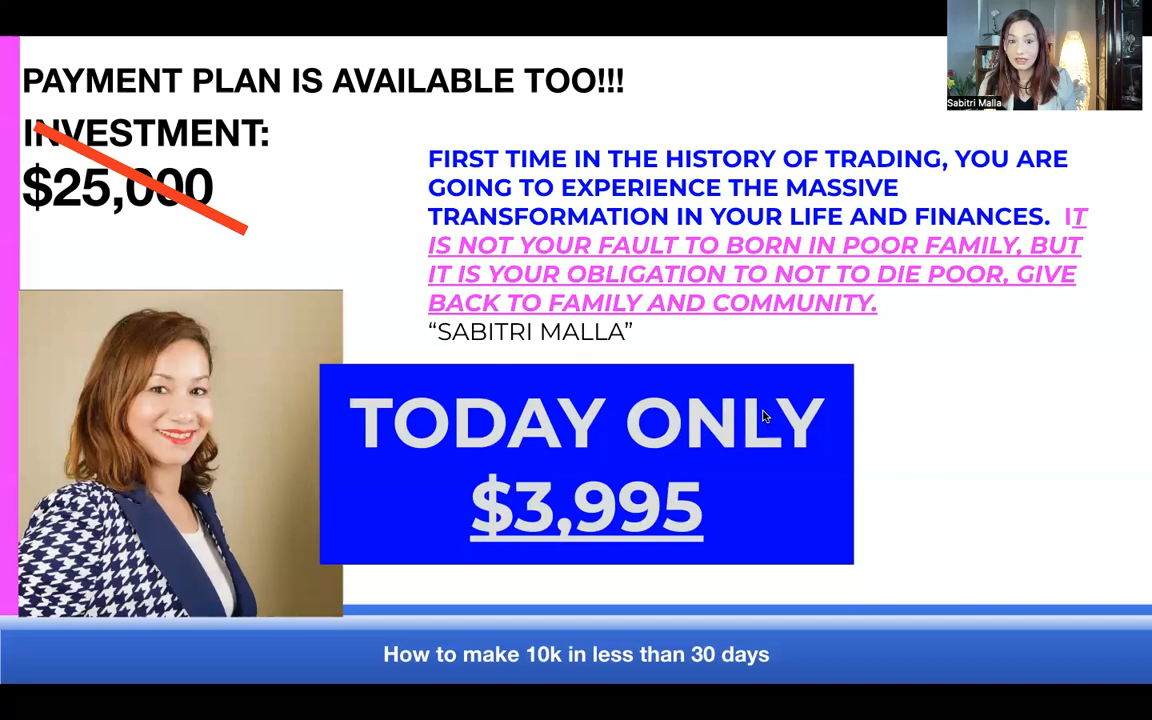 PAYMENT PLAN IS AVAILABLE TOO!!!
INVESTMENT:
$25,000
Sabitri Malla
FIRST TIME IN THE HISTORY OF TRADING, YOU ARE
GOING TO EXPERIENCE THE MASSIVE
TRANSFORMATION IN YOUR LIFE AND FINANCES. IT
IS NOT YOUR FAULT TO BORN IN POOR FAMILY, BUT
IT IS YOUR OBLIGATION TO NOT TO DIE POOR, GIVE
BACK TO FAMILY AND COMMUNITY.
“SABITRI MALLA”
TODAY ONLY
$3,995
How to make 10k in less than 30 days